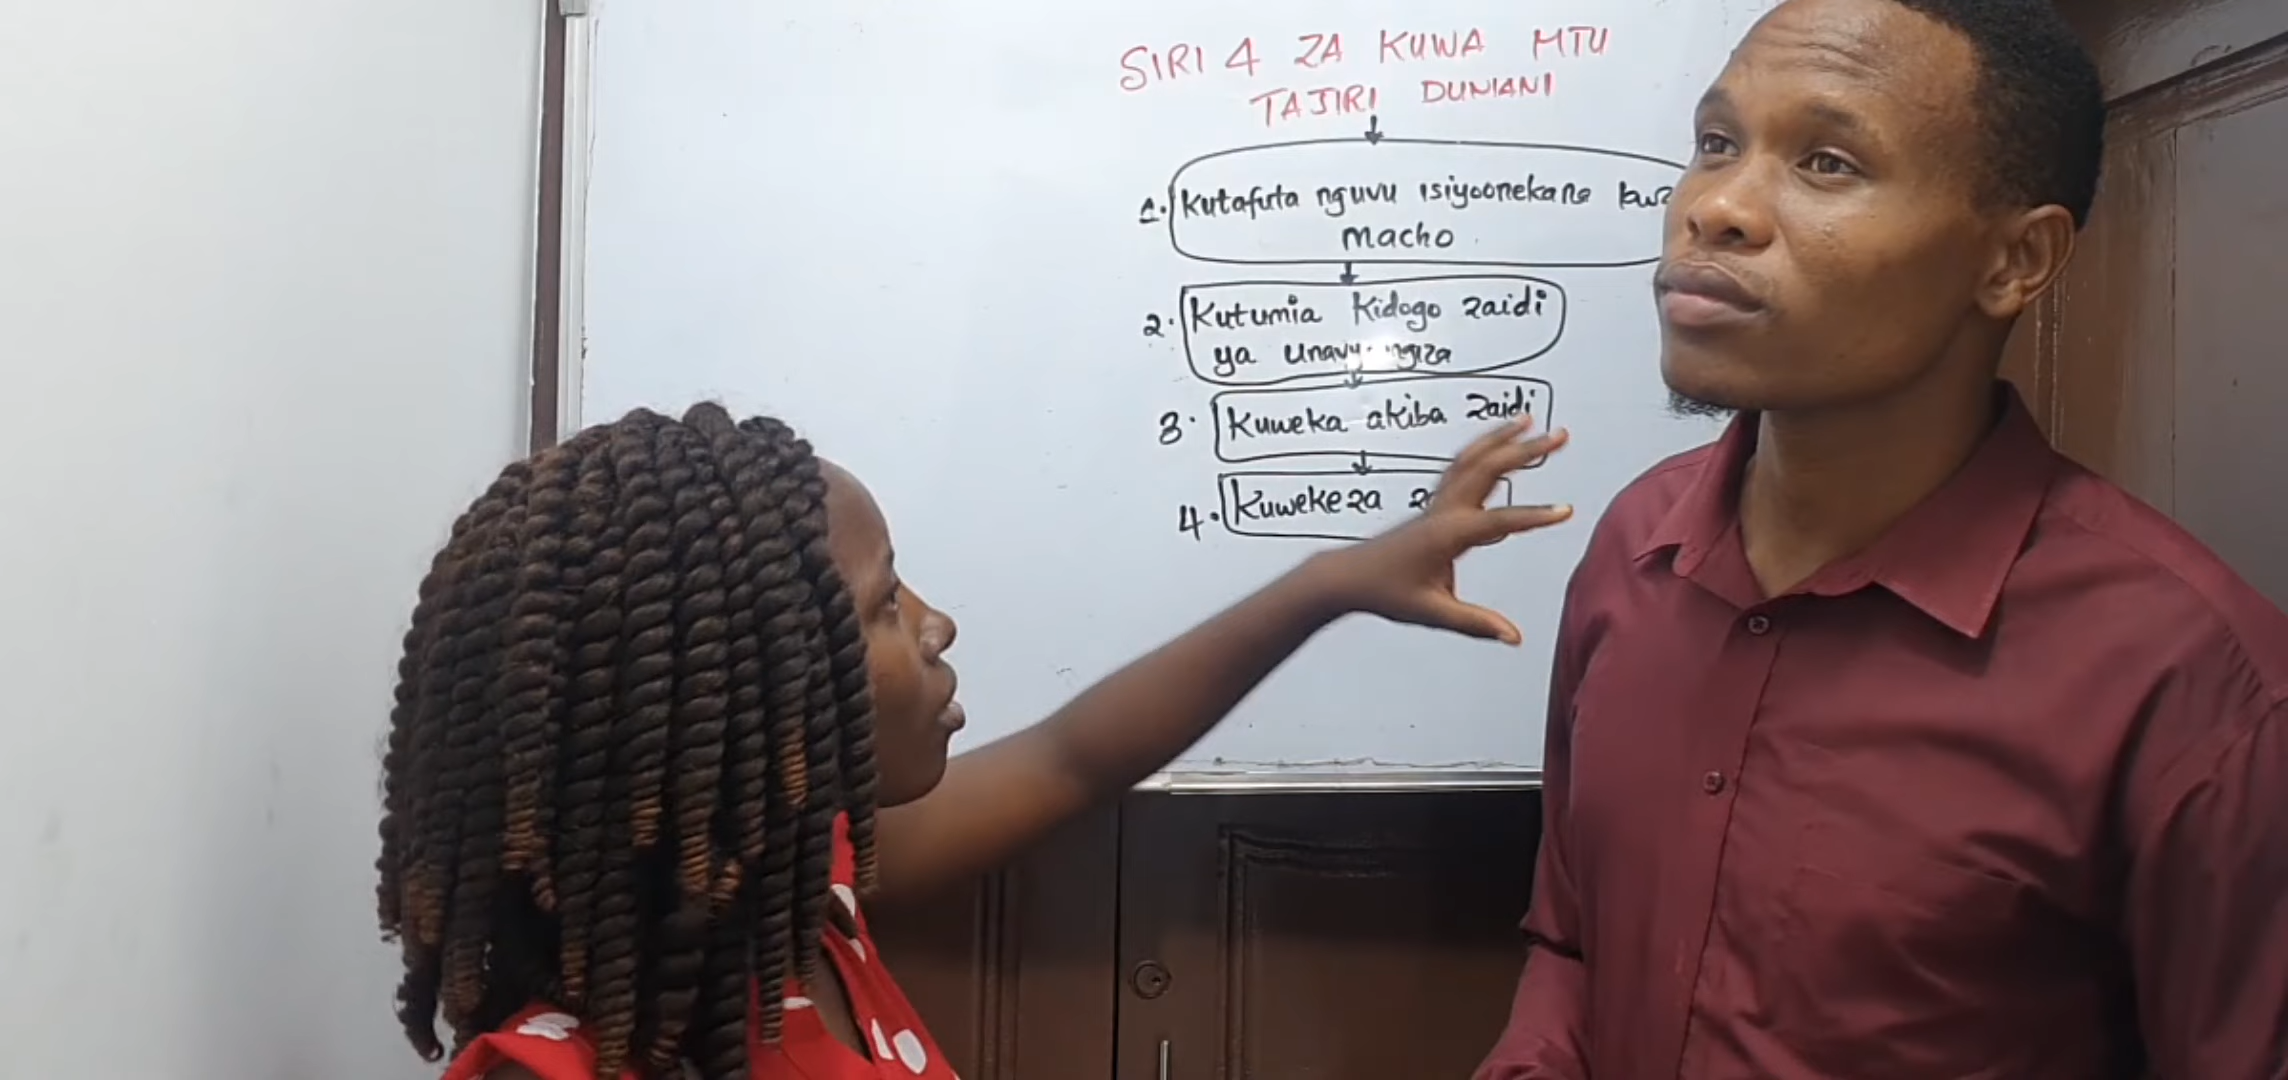 SIRI 4 ZA KUWA MTU
TAJIRI DUNIANI
1. Kutafuta nguvu isiyoonekana
macho
2. Kutumia Kidogo zaidi
ya
3. Kuweka akiba zaidi
4. Kuwekeza